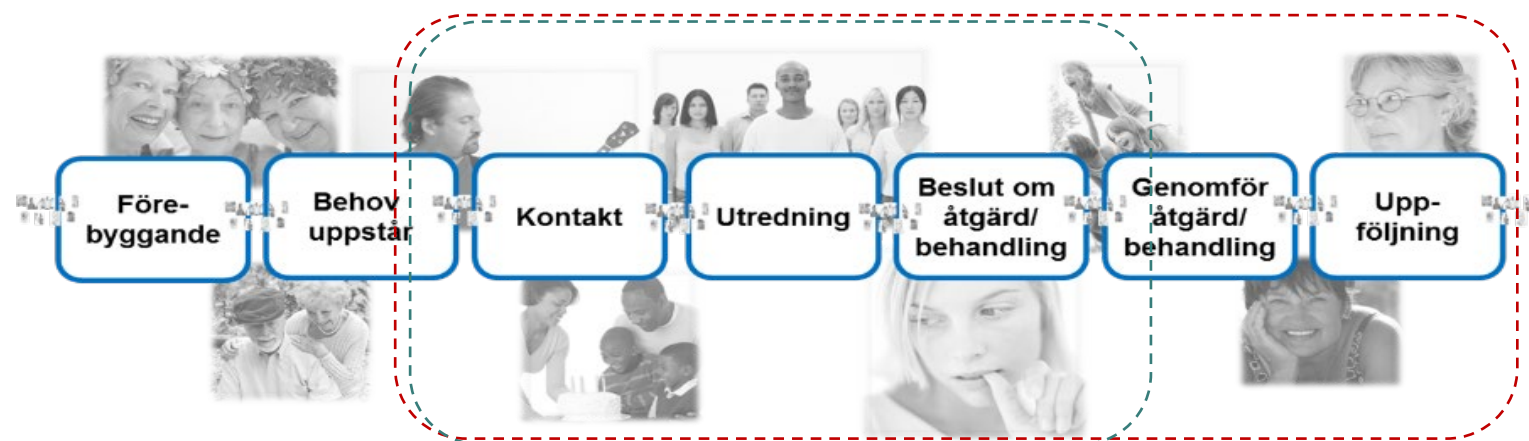 Före-
byggande
Behov
uppstår
Kontakt
Utredning
Beslut om
åtgärd/
behandling
Genomför
åtgärd/
behandling
Upp-
följning